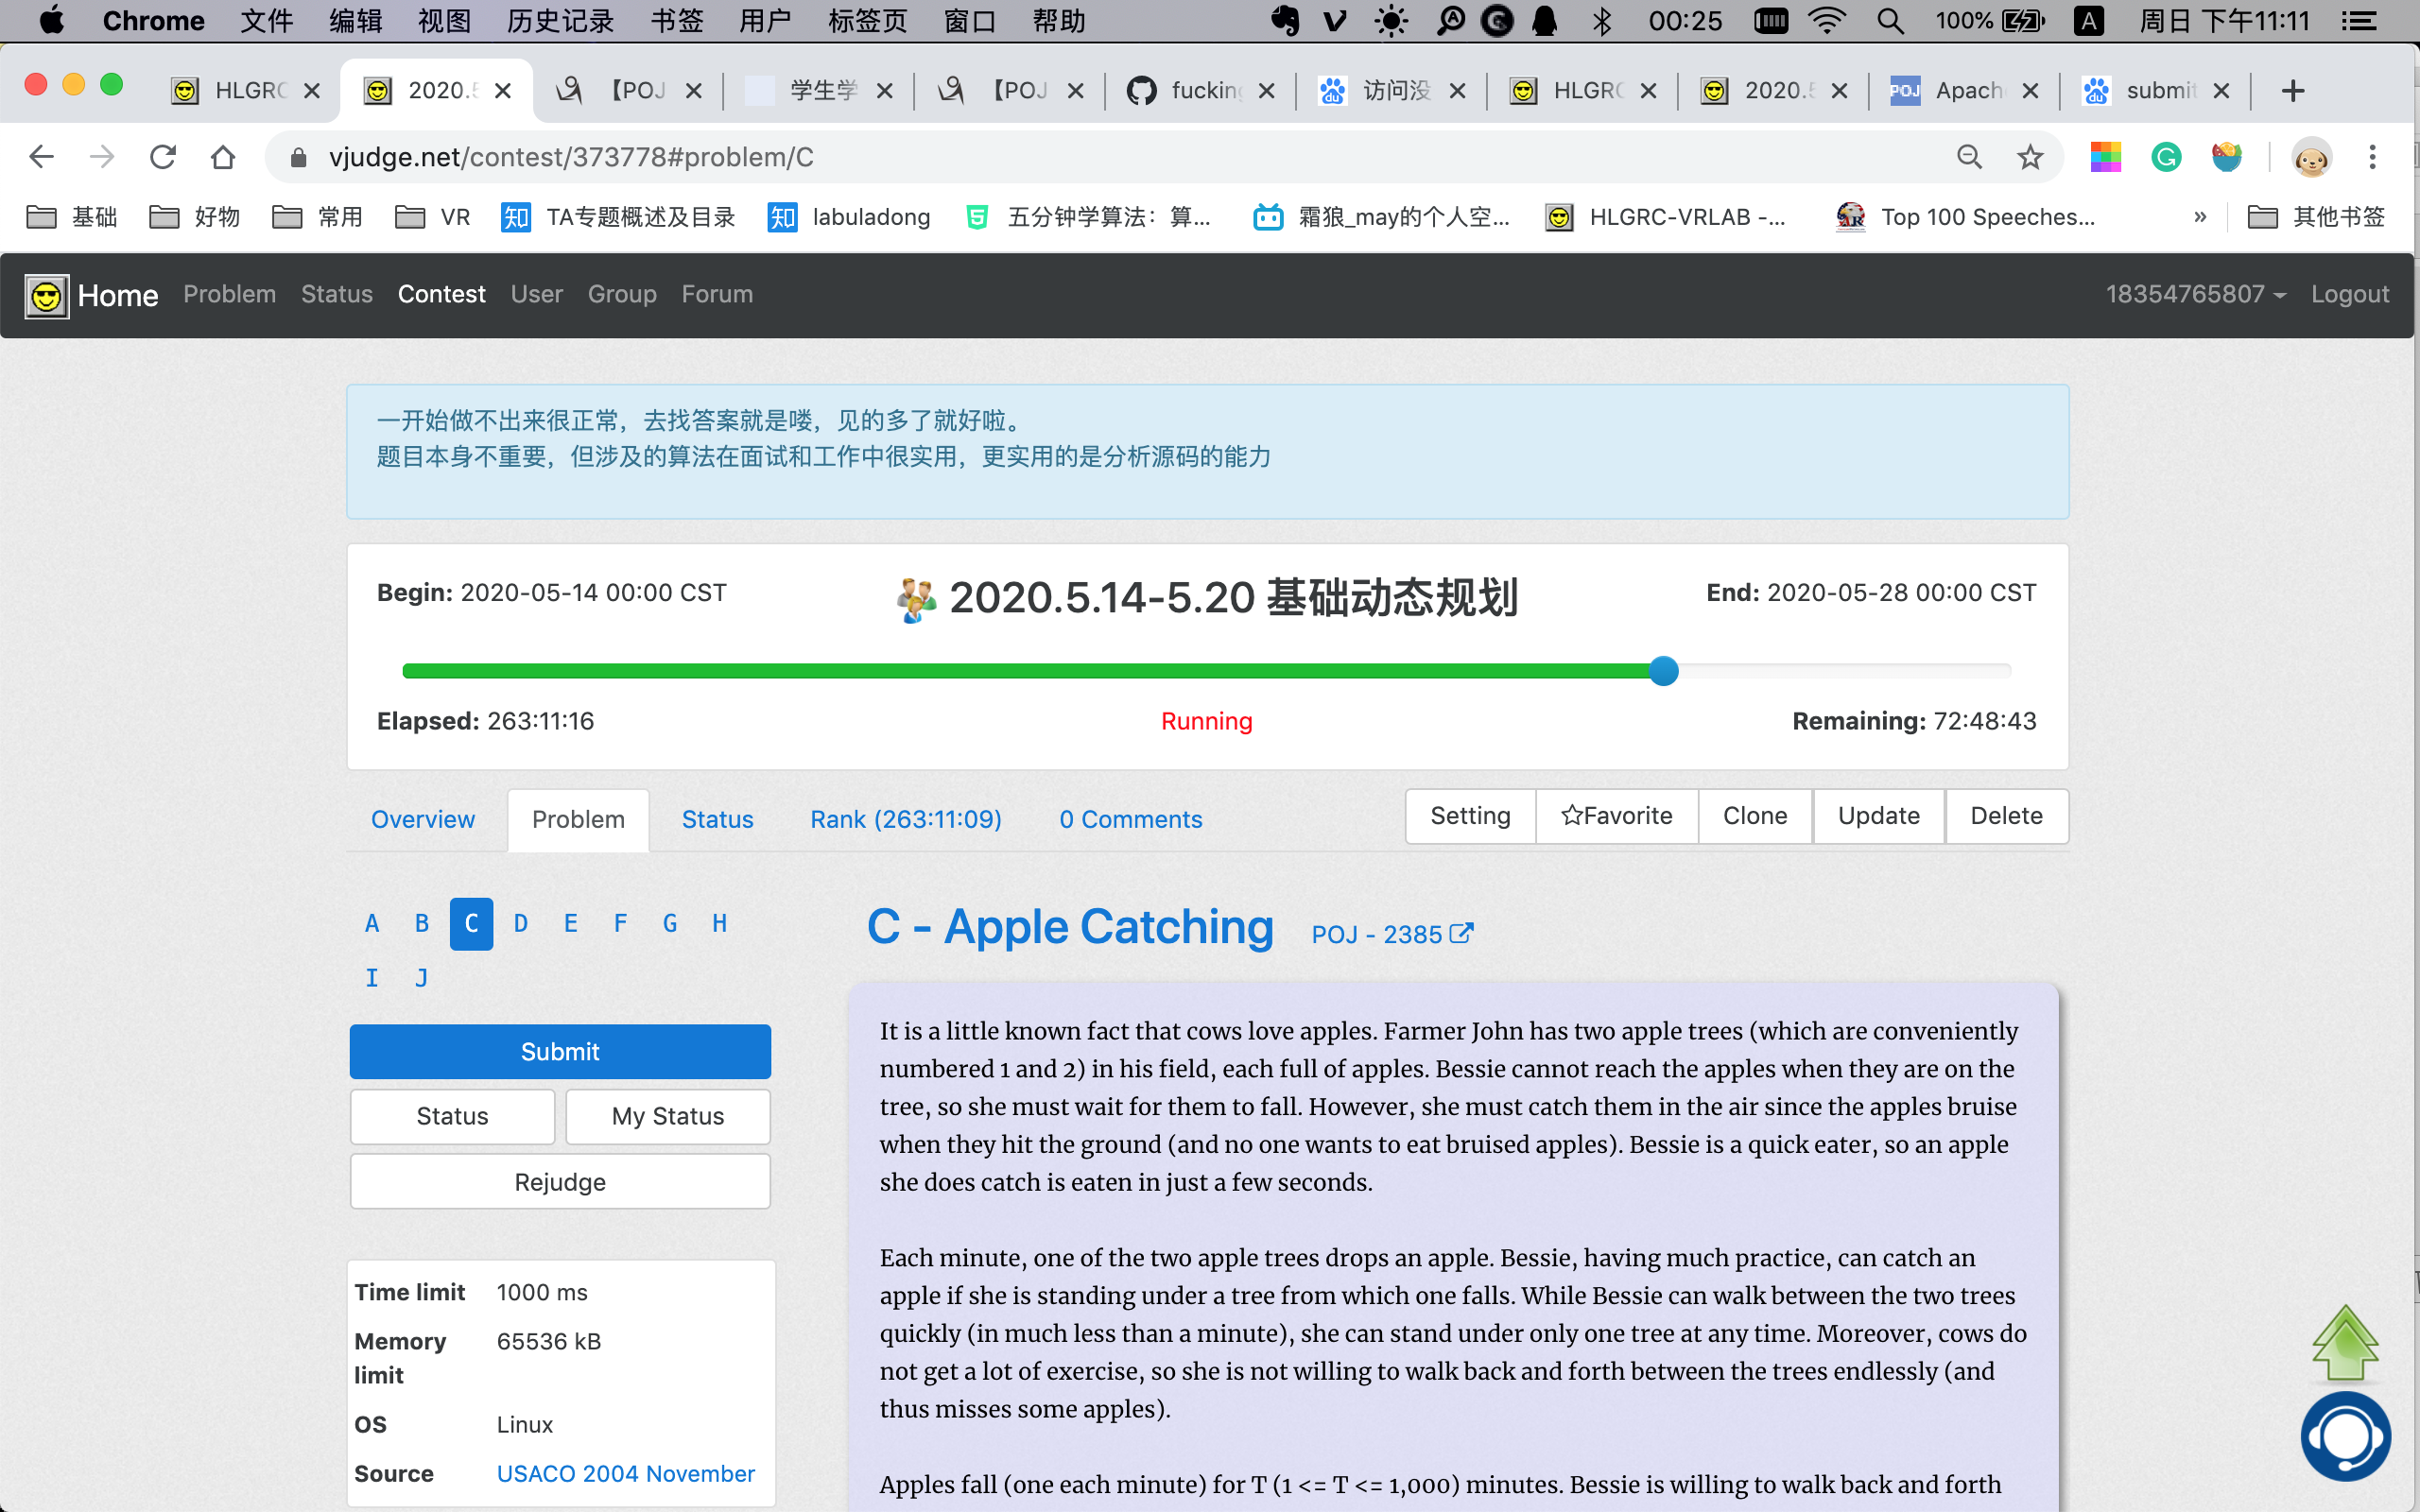 Chrome 文件 编辑 视图 历史记录 书签 用户 标签页 窗口 帮助 00:25 100% A 周日 下午11:11
HLGRC 2020.5 【POJ 学生学 【POJ fucking 访问没 HLGRC 2020.5 POJ Apach submit
vjudge.net/contest/373778#problem/C
基础 好物 常用 VR 知 TA专题概述及目录 知 labuladong 五分钟学算法：算... 霜狼_may的个人空... HLGRC-VRLAB -... Top 100 Speeches... » 其他书签
Home Problem Status Contest User Group Forum 18354765807 Logout
一开始做不出来很正常，去找答案就是喽，见的多了就好啦。
题目本身不重要，但涉及的算法在面试和工作中很实用，更实用的是分析源码的能力
Begin: 2020-05-14 00:00 CST 2020.5.14-5.20 基础动态规划 End: 2020-05-28 00:00 CST
Elapsed: 263:11:16 Running Remaining: 72:48:43
Overview Problem Status Rank (263:11:09) 0 Comments Setting Favorite Clone Update Delete
A B C D E F G H
I J
Submit
Status My Status
Rejudge
Time limit 1000 ms
Memory limit 65536 kB
OS Linux
Source USACO 2004 November
C - Apple Catching POJ - 2385
It is a little known fact that cows love apples. Farmer John has two apple trees (which are conveniently
numbered 1 and 2) in his field, each full of apples. Bessie cannot reach the apples when they are on the
tree, so she must wait for them to fall. However, she must catch them in the air since the apples bruise
when they hit the ground (and no one wants to eat bruised apples). Bessie is a quick eater, so an apple
she does catch is eaten in just a few seconds.
Each minute, one of the two apple trees drops an apple. Bessie, having much practice, can catch an
apple if she is standing under a tree from which one falls. While Bessie can walk between the two trees
quickly (in much less than a minute), she can stand under only one tree at any time. Moreover, cows do
not get a lot of exercise, so she is not willing to walk back and forth between the trees endlessly (and
thus misses some apples).
Apples fall (one each minute) for T (1 <= T <= 1,000) minutes. Bessie is willing to walk back and forth